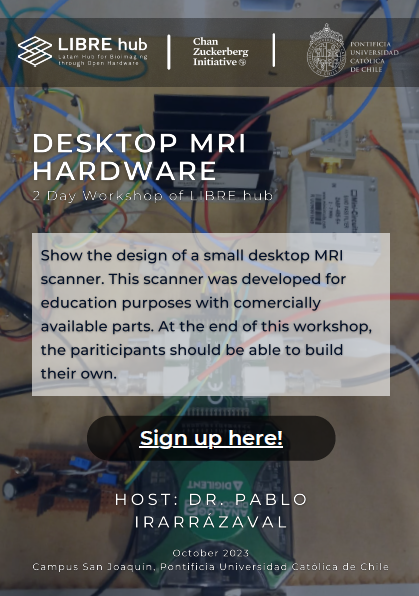 LIBRE hub
Latam Hub for Bioimaging
through Open Hardware
Chan
Zuckerberg
Initiative
PONTIFICIA
UNIVERSIDAD
CATÓLICA
DE CHILE
DESKTOP MRI
HARDWARE
2 Day Workshop of LIBRE hub
Show the design of a small desktop MRI
scanner. This scanner was developed for
education purposes with comercially
available parts. At the end of this workshop,
the pariticipants should be able to build
their own.
Sign up here!
DIGILENT
HOST: DR. PABLO
IRARRÁZAVAL
October 2023
Campus San Joaquin, Pontificia Universidad Católica de Chile